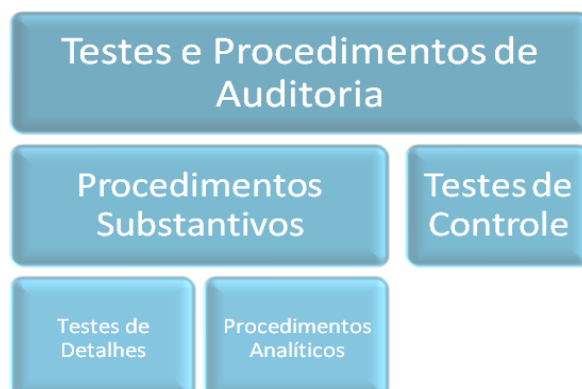 Testes e Procedimentos de
Auditoria
Procedimentos
Substantivos
Testes de
Controle
Testes de
Detalhes
Procedimentos
Analíticos